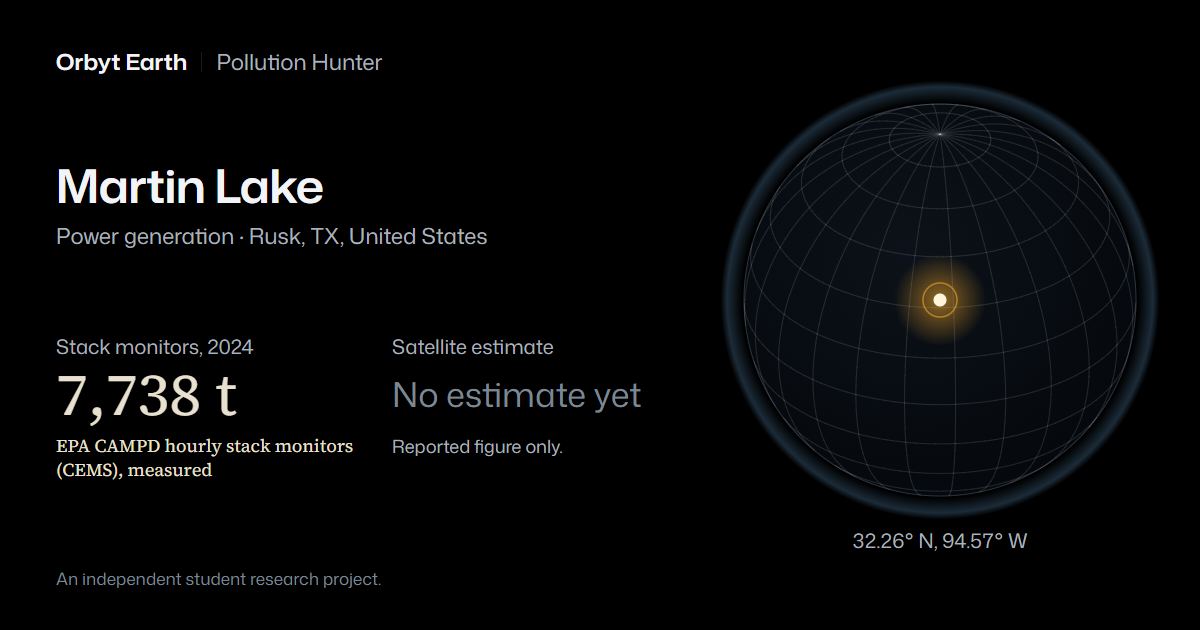 Orbyt Earth | Pollution Hunter
Martin Lake
Power generation · Rusk, TX, United States
Stack monitors, 2024
7,738 t
EPA CAMPD hourly stack monitors
(CEMS), measured
Satellite estimate
No estimate yet
Reported figure only.
32.26° N, 94.57° W
An independent student research project.